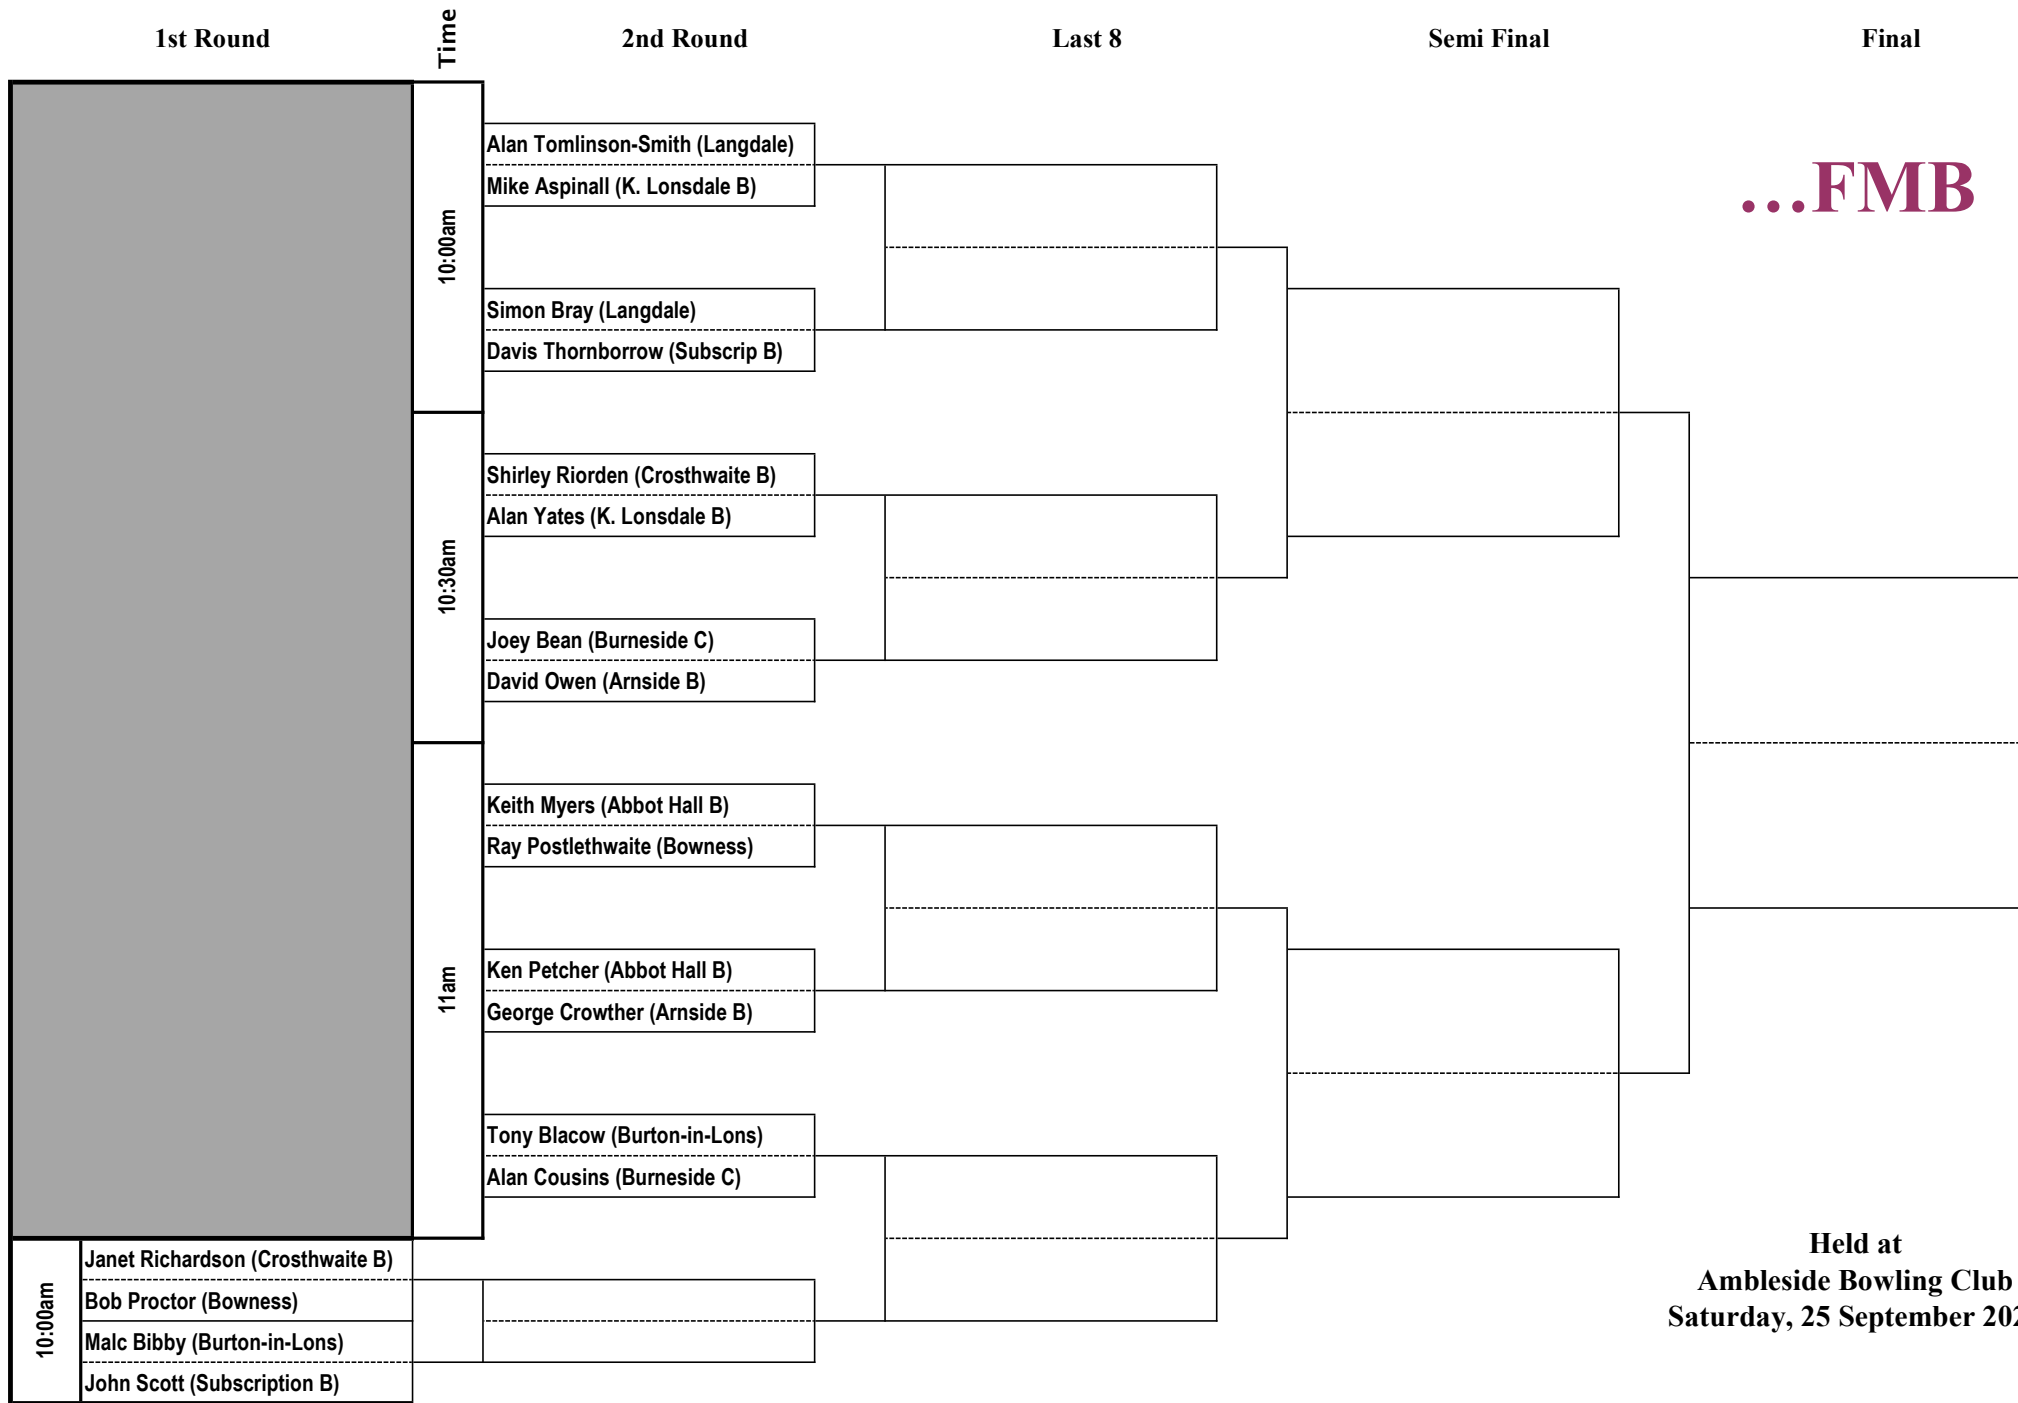 1st Round
Time
2nd Round
Last 8
Semi Final
Final
…FMB
10:00am
Alan Tomlinson-Smith (Langdale)
Mike Aspinall (K. Lonsdale B)
Simon Bray (Langdale)
Davis Thornborrow (Subscrip B)
10:30am
Shirley Riorden (Crosthwaite B)
Alan Yates (K. Lonsdale B)
Joey Bean (Burneside C)
David Owen (Arnside B)
11am
Keith Myers (Abbot Hall B)
Ray Postlethwaite (Bowness)
Ken Petcher (Abbot Hall B)
George Crowther (Arnside B)
Tony Blacow (Burton-in-Lons)
Alan Cousins (Burneside C)
10:00am
Janet Richardson (Crosthwaite B)
Bob Proctor (Bowness)
Malc Bibby (Burton-in-Lons)
John Scott (Subscription B)
Held at
Ambleside Bowling Club
Saturday, 25 September